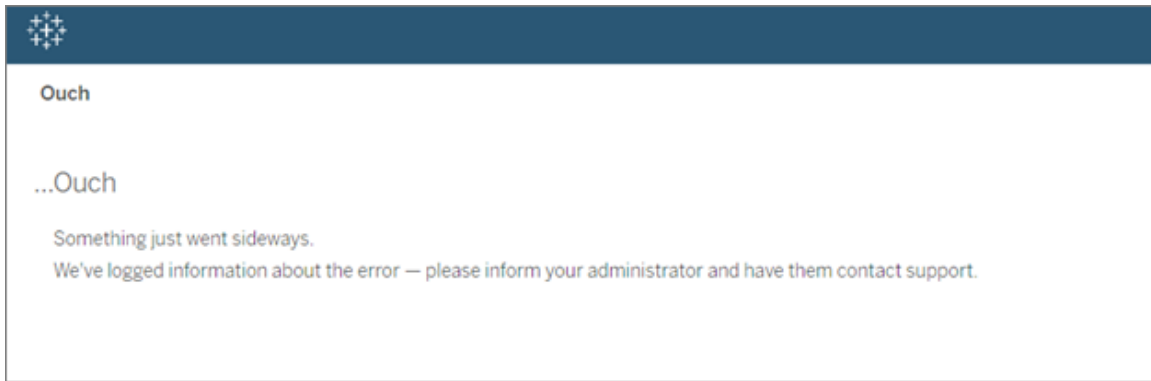 Ouch
...Ouch
Something just went sideways.
We've logged information about the error — please inform your administrator and have them contact support.